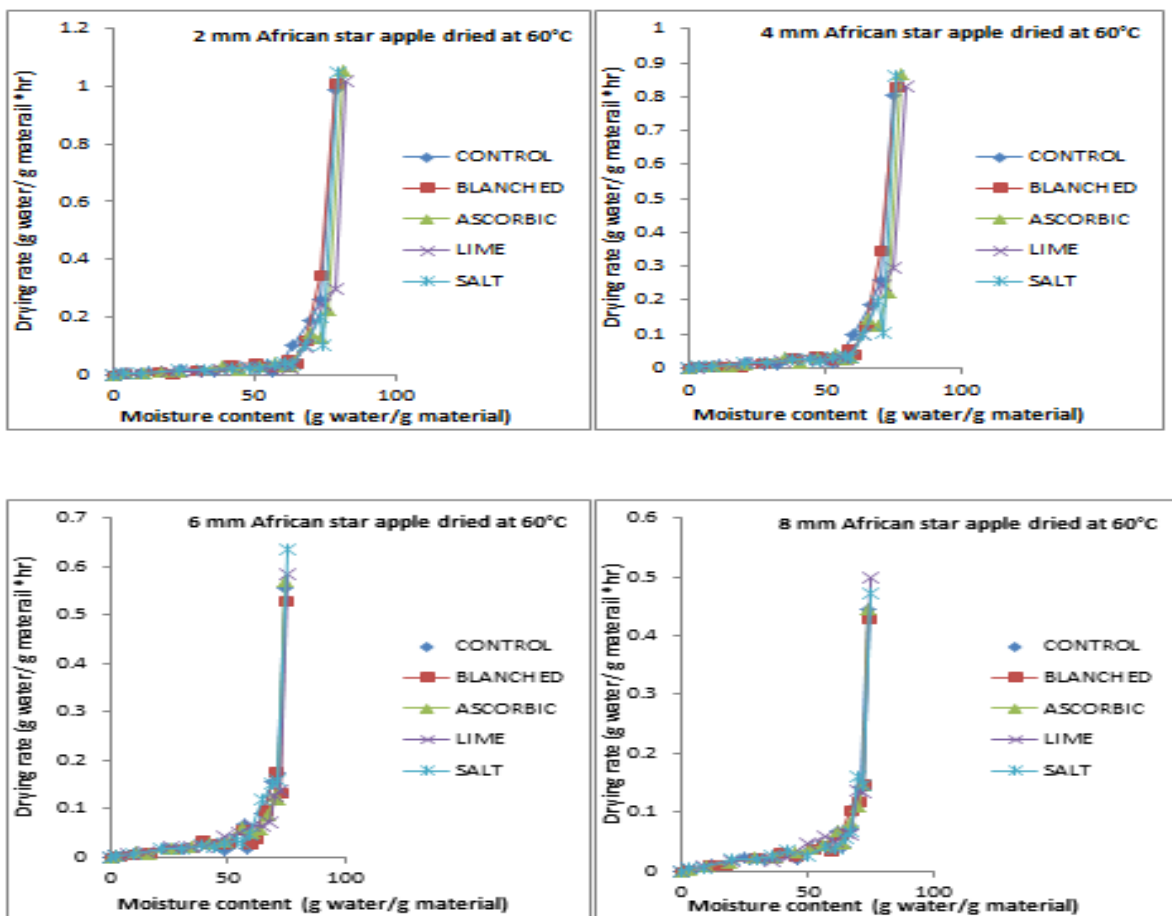 2 mm African star apple dried at 60°C
Drying rate (g water/ g materail *hr)
1.2
1
0.8
0.6
0.4
0.2
0
CONTROL
BLANCHED
ASCORBIC
LIME
SALT
0 50 100
Moisture content (g water/g material)
4 mm African star apple dried at 60°C
Drying rate (g water/ g materail *hr)
1
0.9
0.8
0.7
0.6
0.5
0.4
0.3
0.2
0.1
0
CONTROL
BLANCHED
ASCORBIC
LIME
SALT
0 50 100
Moisture content (g water/g material)
6 mm African star apple dried at 60°C
Drying rate (g water/ g materail *hr)
0.7
0.6
0.5
0.4
0.3
0.2
0.1
0
CONTROL
BLANCHED
ASCORBIC
LIME
SALT
0 50 100
Moisture content (g water/g material)
8 mm African star apple dried at 60°C
Drying rate (g water/ g materail *hr)
0.6
0.5
0.4
0.3
0.2
0.1
0
CONTROL
BLANCHED
ASCORBIC
LIME
SALT
0 50 100
Moisture content (g water/g material)